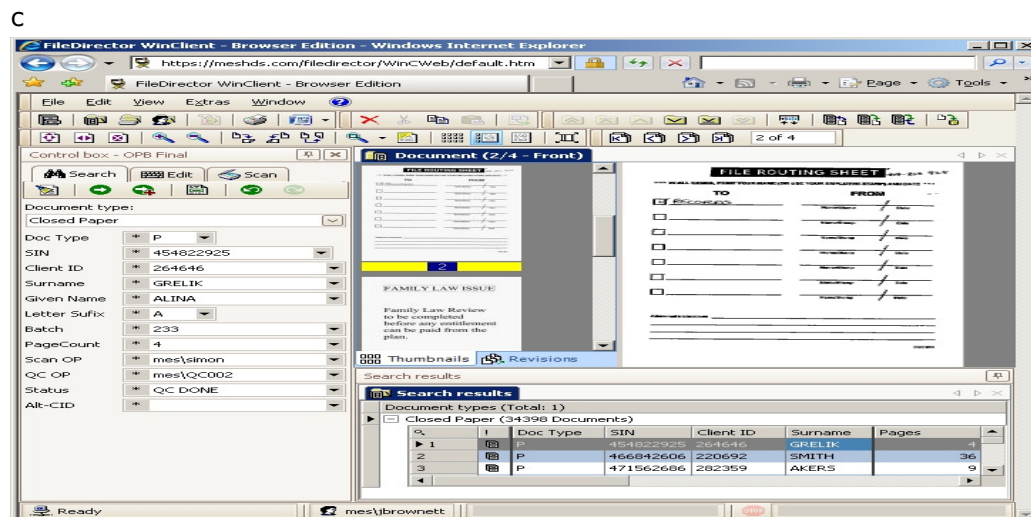 C
FileDirector WinClient - Browser Edition - Windows Internet Explorer
https://meshds.com/filedirector/WinCWeb/default.htm
FileDirector WinClient - Browser Edition
Page Tools
File Edit View Extras Window
2 of 4
Control box - OPB Final
Search Edit Scan
Document type:
Closed Paper
Doc Type * P
SIN * 454822925
Client ID * 264646
Surname * GRELIK
Given Name * ALINA
Letter Sufix * A
Batch * 233
PageCount * 4
Scan OP * mes\simon
QC OP * mes\QC002
Status * QC DONE
Alt-CID *
Document (2/4 - Front)
FILE ROUTING SHEET
TO FROM
2
FAMILY LAW ISSUE
Family Law Review
to be completed
before any entitlement
can be paid from the
plan.
Thumbnails Revisions
FILE ROUTING SHEET
TO FROM
RECORDS
Search results
Search results
Document types (Total: 1)
Closed Paper (34398 Documents)
! Doc Type SIN Client ID Surname Pages
1 P 454822925 264646 GRELIK 4
2 P 466842606 220692 SMITH 36
3 P 471562686 282359 AKERS 9
Ready mes\jbrownett